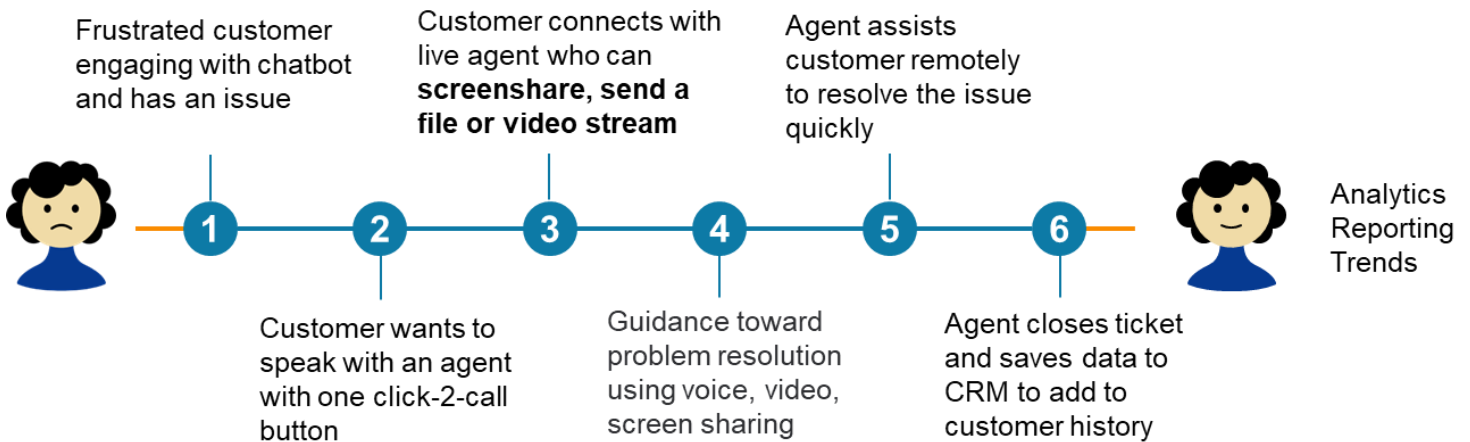 Frustrated customer
engaging with chatbot
and has an issue
Customer connects with
live agent who can
screenshare, send a
file or video stream
Agent assists
customer remotely
to resolve the issue
quickly
1
2
3
4
5
6
Analytics
Reporting
Trends
Customer wants to
speak with an agent
with one click-2-call
button
Guidance toward
problem resolution
using voice, video,
screen sharing
Agent closes ticket
and saves data to
CRM to add to
customer history